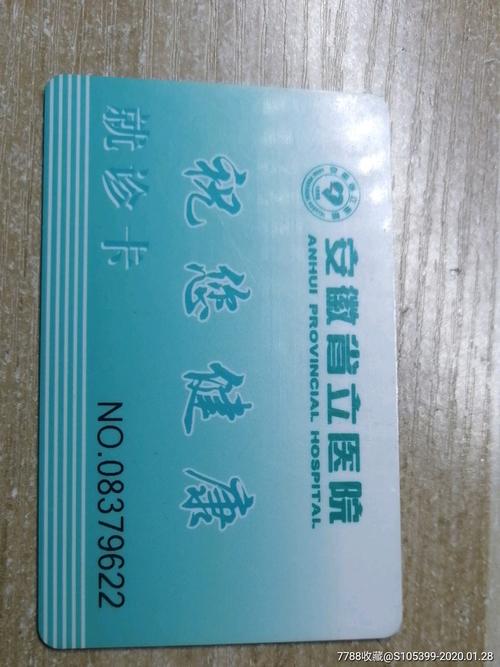 安徽省立医院
ANHUI PROVINCIAL HOSPITAL
祝您健康
就诊卡
NO.08379622
7788收藏@S105399-2020.01.28